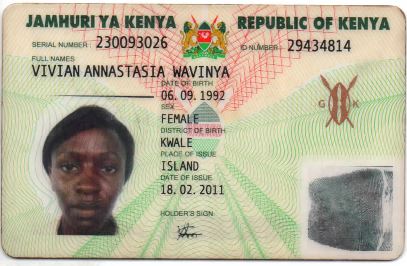 JAMHURI YA KENYA REPUBLIC OF KENYA
SERIAL NUMBER: 230093026 ID NUMBER: 29434814
FULL NAMES
VIVIAN ANNASTASIA WAVINYA
DATE OF BIRTH
06.09.1992
SEX
FEMALE
DISTRICT OF BIRTH
KWALE
PLACE OF ISSUE
ISLAND
DATE OF ISSUE
18.02.2011
HOLDER'S SIGN.
G K